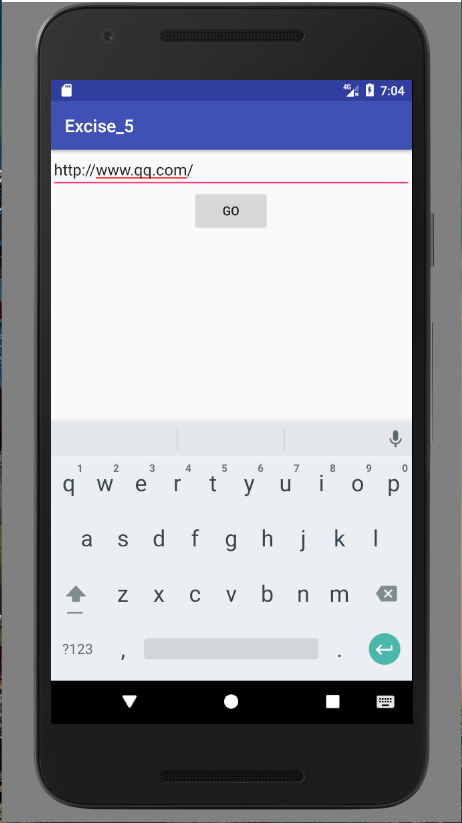 4G 7:04
Excise_5
http://www.qq.com/
GO
1 2 3 4 5 6 7 8 9 0
q w e r t y u i o p
a s d f g h j k l
z x c v b n m
?123 , .